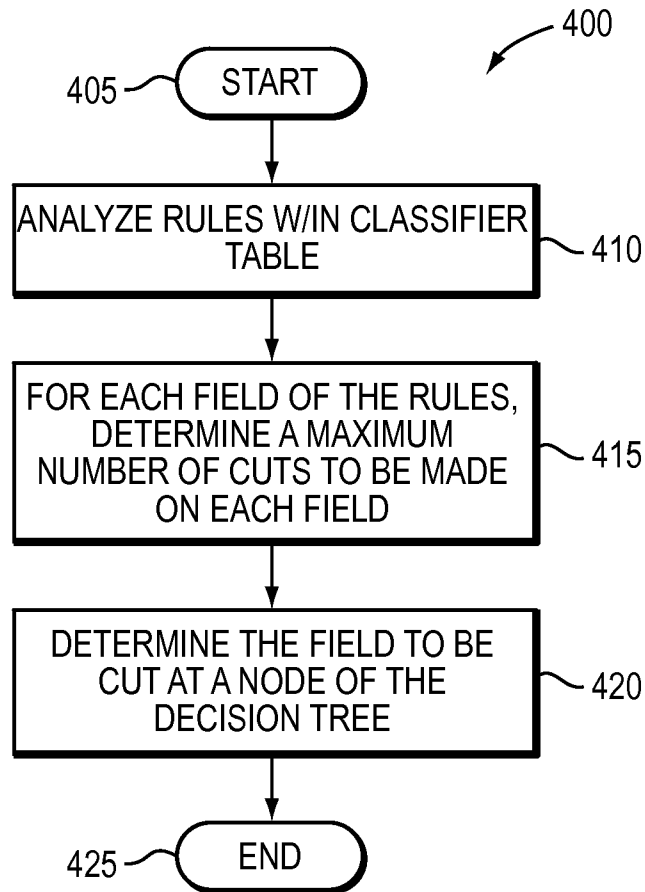 400
405
START
ANALYZE RULES W/IN CLASSIFIER
TABLE
410
FOR EACH FIELD OF THE RULES,
DETERMINE A MAXIMUM
NUMBER OF CUTS TO BE MADE
ON EACH FIELD
415
DETERMINE THE FIELD TO BE
CUT AT A NODE OF THE
DECISION TREE
420
425
END